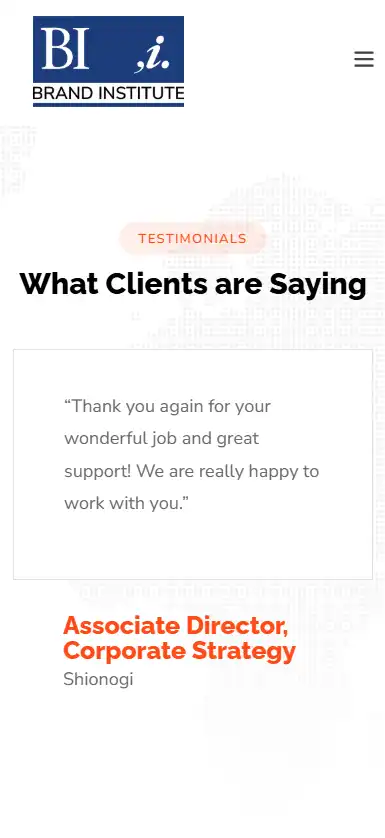 BI ,i.
BRAND INSTITUTE
TESTIMONIALS
What Clients are Saying
“Thank you again for your
wonderful job and great
support! We are really happy to
work with you.”
Associate Director,
Corporate Strategy
Shionogi